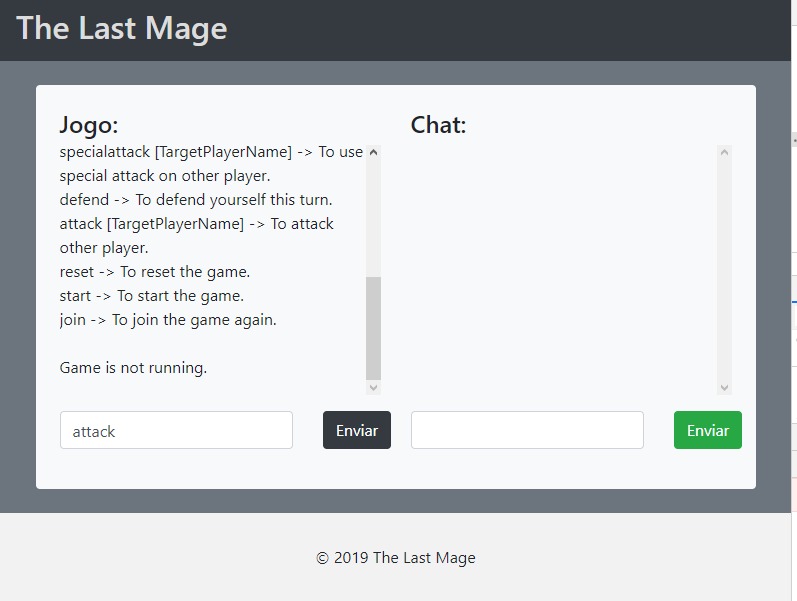 The Last Mage
Jogo:
specialattack [TargetPlayerName] -> To use
special attack on other player.
defend -> To defend yourself this turn.
attack [TargetPlayerName] -> To attack
other player.
reset -> To reset the game.
start -> To start the game.
join -> To join the game again.
Game is not running.
attack
Enviar
Chat:
Enviar
© 2019 The Last Mage